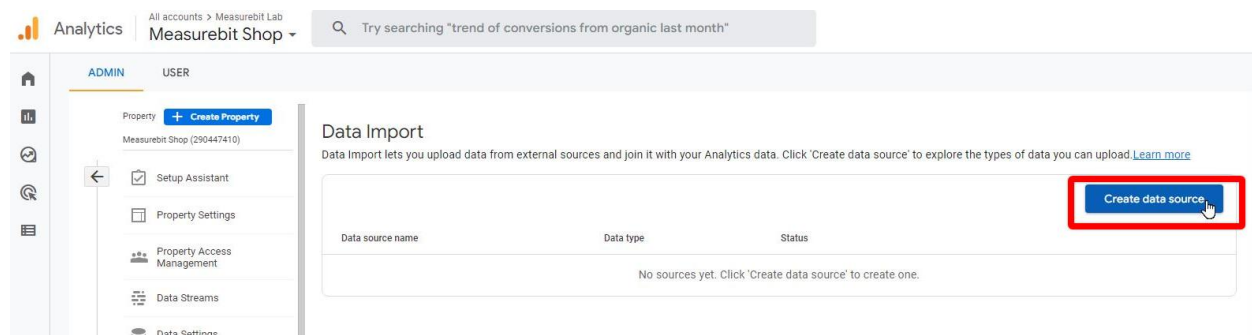 Analytics
All accounts > Measurebit Lab
Measurebit Shop
Try searching "trend of conversions from organic last month"
ADMIN
USER
Property
+ Create Property
Measurebit Shop (290447410)
Setup Assistant
Property Settings
Property Access
Management
Data Streams
Data Settings
Data Import
Data Import lets you upload data from external sources and join it with your Analytics data. Click 'Create data source' to explore the types of data you can upload. Learn more
Create data source
Data source name
Data type
Status
No sources yet. Click 'Create data source' to create one.